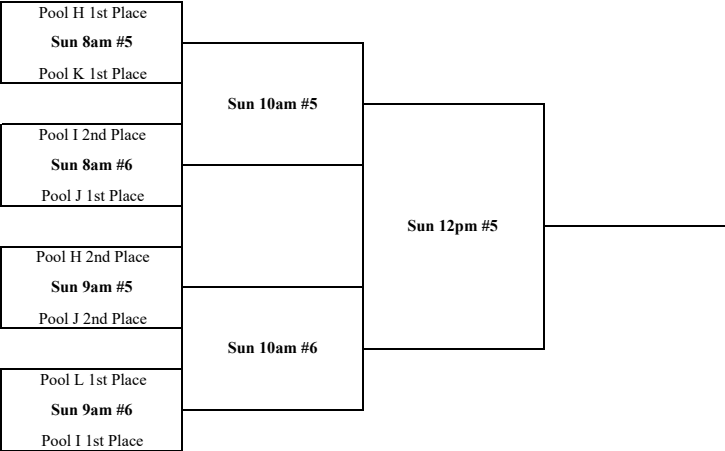 Pool H 1st Place
Sun 8am #5
Pool K 1st Place
Sun 10am #5
Pool I 2nd Place
Sun 8am #6
Pool J 1st Place
Sun 12pm #5
Pool H 2nd Place
Sun 9am #5
Pool J 2nd Place
Sun 10am #6
Pool L 1st Place
Sun 9am #6
Pool I 1st Place